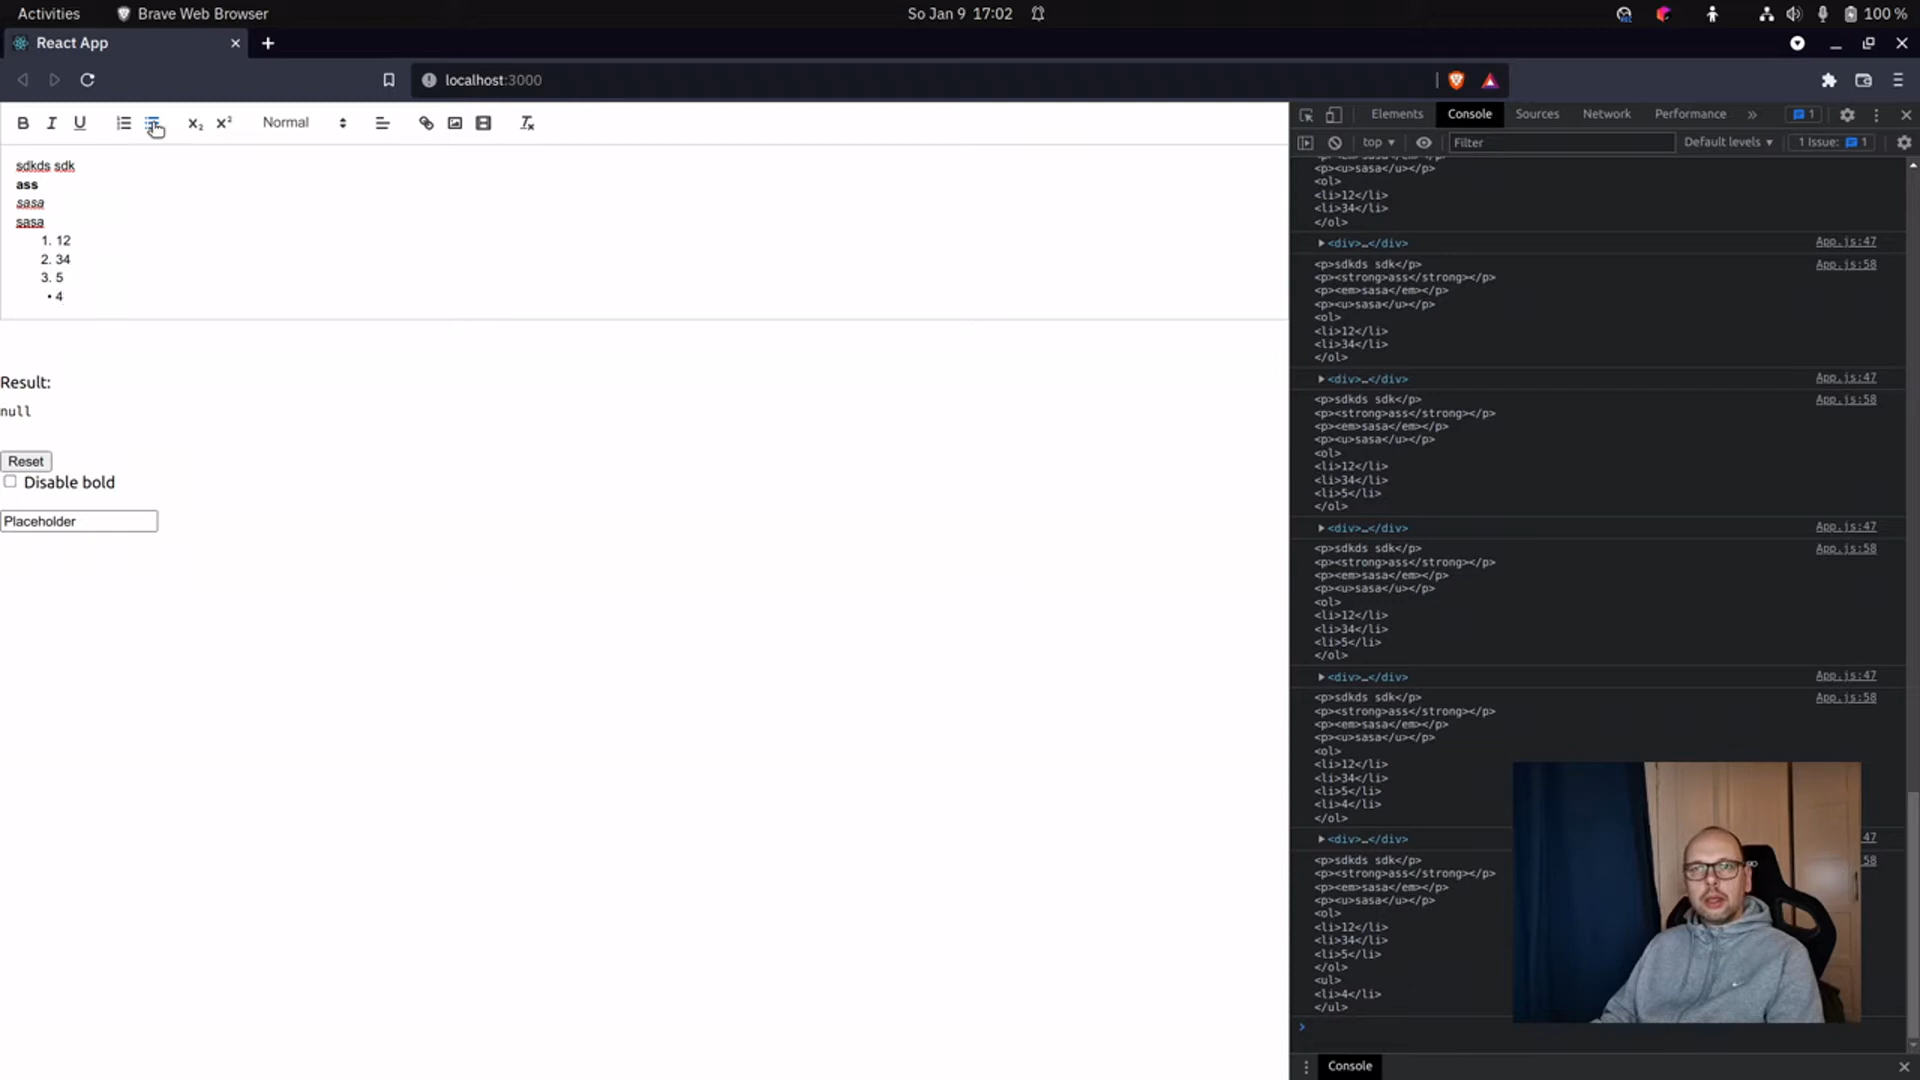 Activities
Brave Web Browser
So Jan 9 17:02
100 %
React App
localhost:3000
B I U
X₂ X²
Normal
sdkds sdk
ass
sasa
sasa
1. 12
2. 34
3. 5
• 4
Result:
null
Reset
Disable bold
Placeholder
Elements Console Sources Network Performance » 1
top ▾ Filter Default levels ▾ 1 Issue: 1
<p><em>sasa</em></p>
<p><u>sasa</u></p>
<ol>
<li>12</li>
<li>34</li>
</ol>
<div>…</div> App.js:47
<p>sdkds sdk</p> App.js:58
<p><strong>ass</strong></p>
<p><em>sasa</em></p>
<p><u>sasa</u></p>
<ol>
<li>12</li>
<li>34</li>
</ol>
<div>…</div> App.js:47
<p>sdkds sdk</p> App.js:58
<p><strong>ass</strong></p>
<p><em>sasa</em></p>
<p><u>sasa</u></p>
<ol>
<li>12</li>
<li>34</li>
<li>5</li>
</ol>
<div>…</div> App.js:47
<p>sdkds sdk</p> App.js:58
<p><strong>ass</strong></p>
<p><em>sasa</em></p>
<p><u>sasa</u></p>
<ol>
<li>12</li>
<li>34</li>
<li>5</li>
</ol>
<div>…</div> App.js:47
<p>sdkds sdk</p> App.js:58
<p><strong>ass</strong></p>
<p><em>sasa</em></p>
<p><u>sasa</u></p>
<ol>
<li>12</li>
<li>34</li>
<li>5</li>
<li>4</li>
</ol>
<div>…</div> 47
<p>sdkds sdk</p> 58
<p><strong>ass</strong></p>
<p><em>sasa</em></p>
<p><u>sasa</u></p>
<ol>
<li>12</li>
<li>34</li>
<li>5</li>
</ol>
<ul>
<li>4</li>
</ul>
Console